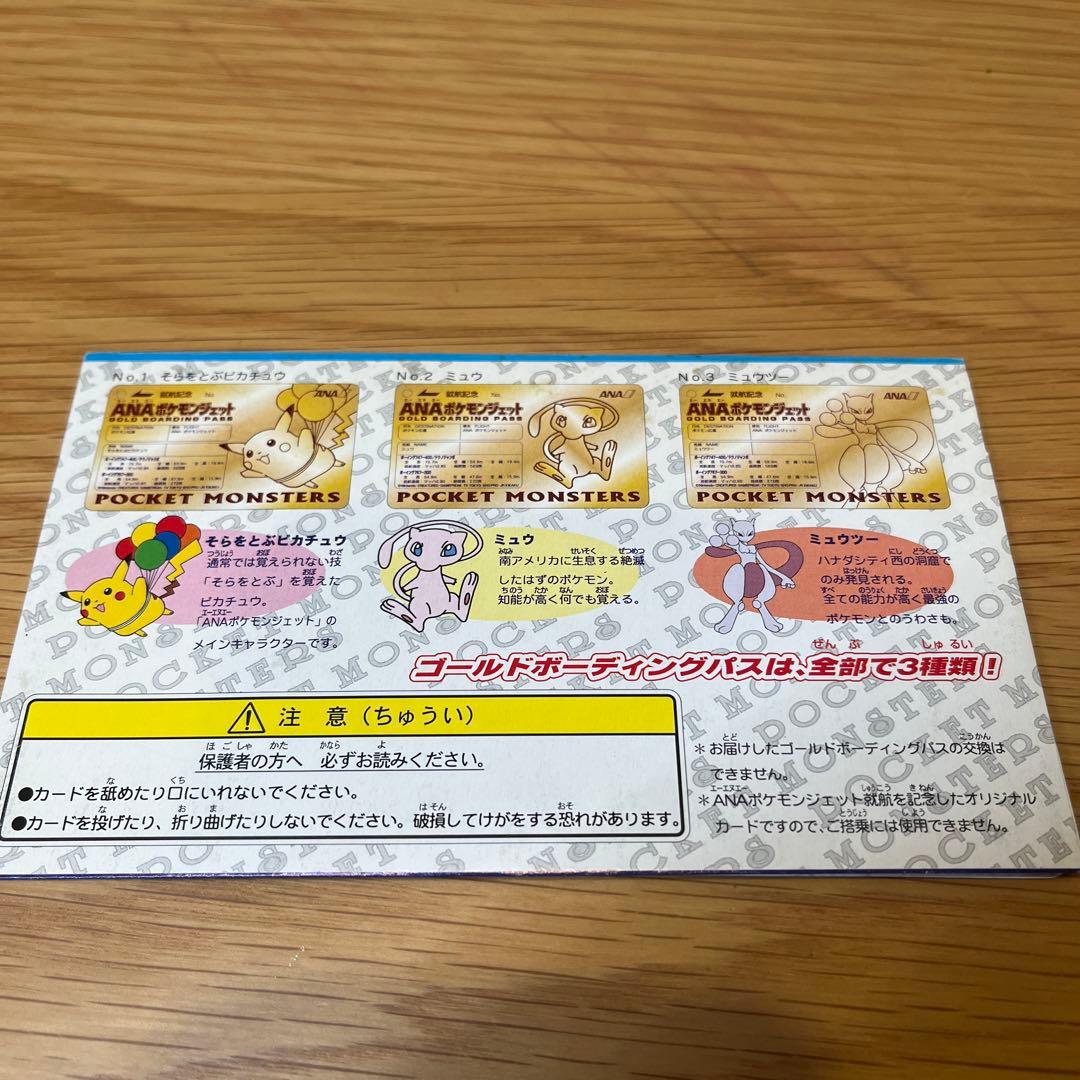 No.1 そらをとぶピカチュウ
No.2 ミュウ
No.3 ミュウツー
就航記念 No.
ANA
ANAポケモンジェット
GOLD BOARDING PASS
POCKET MONSTERS
就航記念 No.
ANA
ANAポケモンジェット
GOLD BOARDING PASS
POCKET MONSTERS
就航記念 No.
ANA
ANAポケモンジェット
GOLD BOARDING PASS
POCKET MONSTERS
そらをとぶピカチュウ
通常では覚えられない技
「そらをとぶ」を覚えた
ピカチュウ。
「ANAポケモンジェット」の
メインキャラクターです。
ミュウ
南アメリカに生息する絶滅
したはずのポケモン。
知能が高く何でも覚える。
ミュウツー
ハナダシティ西の洞窟で
のみ発見される。
全ての能力が高く最強の
ポケモンとのうわさも。
ゴールドボーディングパスは、全部で3種類！
注 意（ちゅうい）
保護者の方へ 必ずお読みください。
●カードを舐めたり口にいれないでください。
●カードを投げたり、折り曲げたりしないでください。破損してけがをする恐れがあります。
＊お届けしたゴールドボーディングパスの交換は
できません。
＊ANAポケモンジェット就航を記念したオリジナル
カードですので、ご搭乗には使用できません。